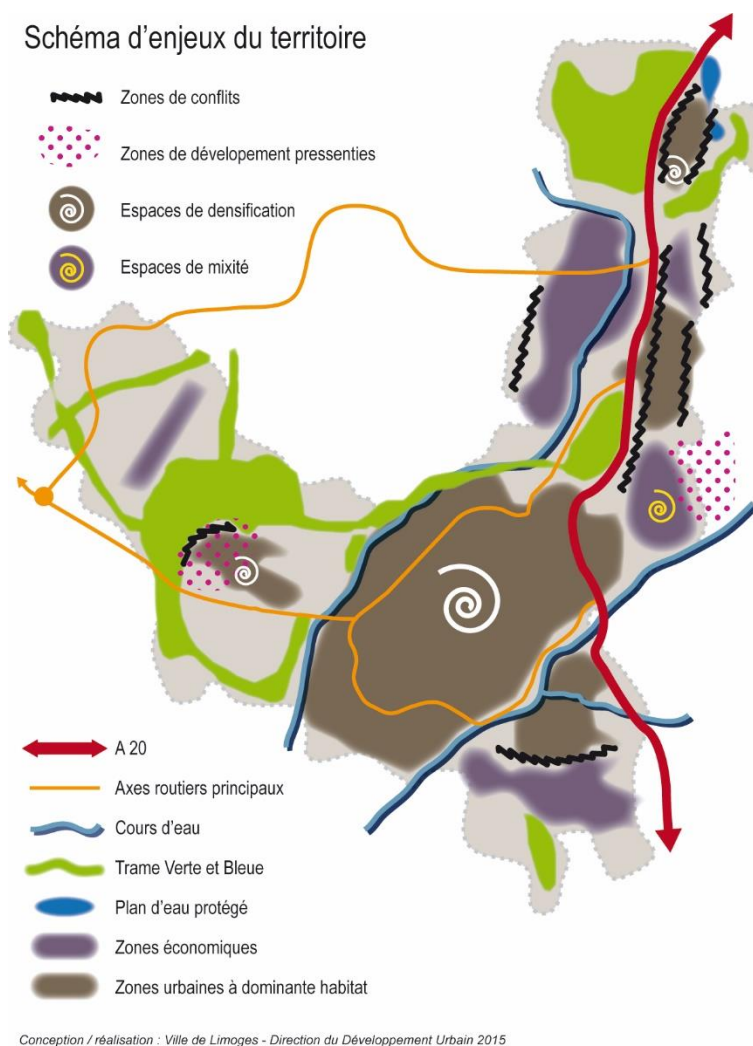 Schéma d'enjeux du territoire
Zones de conflits
Zones de dévelopement pressenties
Espaces de densification
Espaces de mixité
A 20
Axes routiers principaux
Cours d'eau
Trame Verte et Bleue
Plan d'eau protégé
Zones économiques
Zones urbaines à dominante habitat
Conception / réalisation : Ville de Limoges - Direction du Développement Urbain 2015